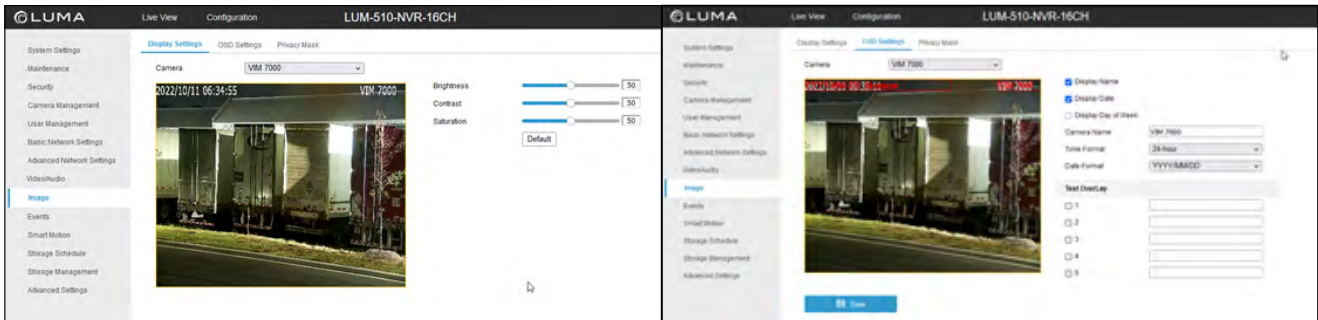 LUMA
Live View Configuration LUM-510-NVR-16CH
Display Settings OSD Settings Privacy Mask
System Settings
Maintenance
Security
Camera Management
User Management
Basic Network Settings
Advanced Network Settings
Video/Audio
Image
Events
Smart Motion
Storage Schedule
Storage Management
Advanced Settings
Camera VIM 7000
2022/10/11 06:34:55 VIM 7000
Brightness 50
Contrast 50
Saturation 50
Default
LUMA
Live View Configuration LUM-510-NVR-16CH
Display Settings OSD Settings Privacy Mask
System Settings
Maintenance
Security
Camera Management
User Management
Basic Network Settings
Advanced Network Settings
Video/Audio
Image
Events
Smart Motion
Storage Schedule
Storage Management
Advanced Settings
Camera VIM 7000
VIM 7000
Display Name
Display Date
Display Day of Week
Camera Name VIM 7000
Time Format 24-hour
Date Format YYYY/MM/DD
Text OverLay
1
2
3
4
5
Save